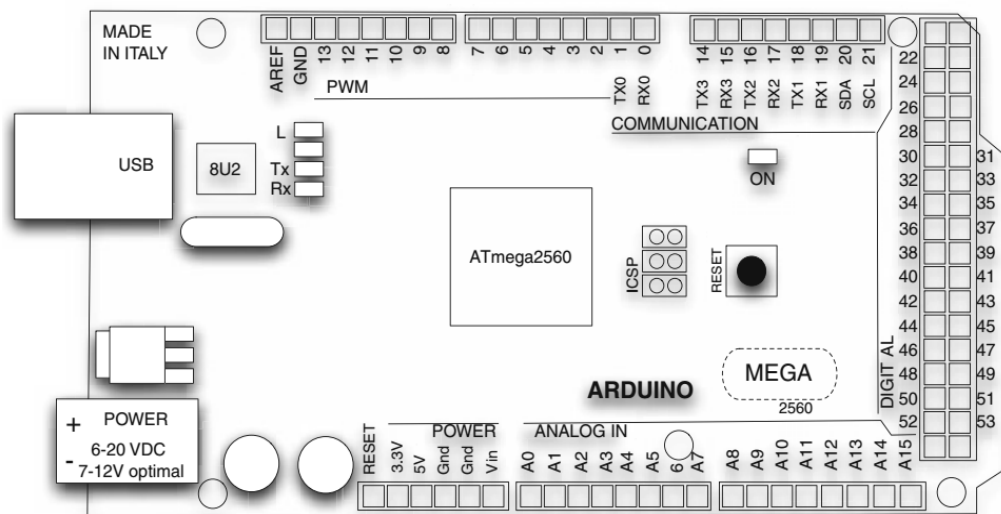 MADE
IN ITALY
AREF
GND
13
12
11
10
9
8
7
6
5
4
3
2
1
0
14
15
16
17
18
19
20
21
PWM
TX0
RX0
TX3
RX3
TX2
RX2
TX1
RX1
SDA
SCL
COMMUNICATION
22
24
26
28
30 31
32 33
34 35
36 37
38 39
40 41
42 43
44 45
46 47
48 49
50 51
52 53
DIGIT AL
USB
8U2
L
Tx
Rx
ON
ATmega2560
ICSP
RESET
MEGA
2560
ARDUINO
+ POWER
6-20 VDC
- 7-12V optimal
POWER
ANALOG IN
RESET
3.3V
5V
Gnd
Gnd
Vin
A0
A1
A2
A3
A4
A5
6
A7
A8
A9
A10
A11
A12
A13
A14
A15